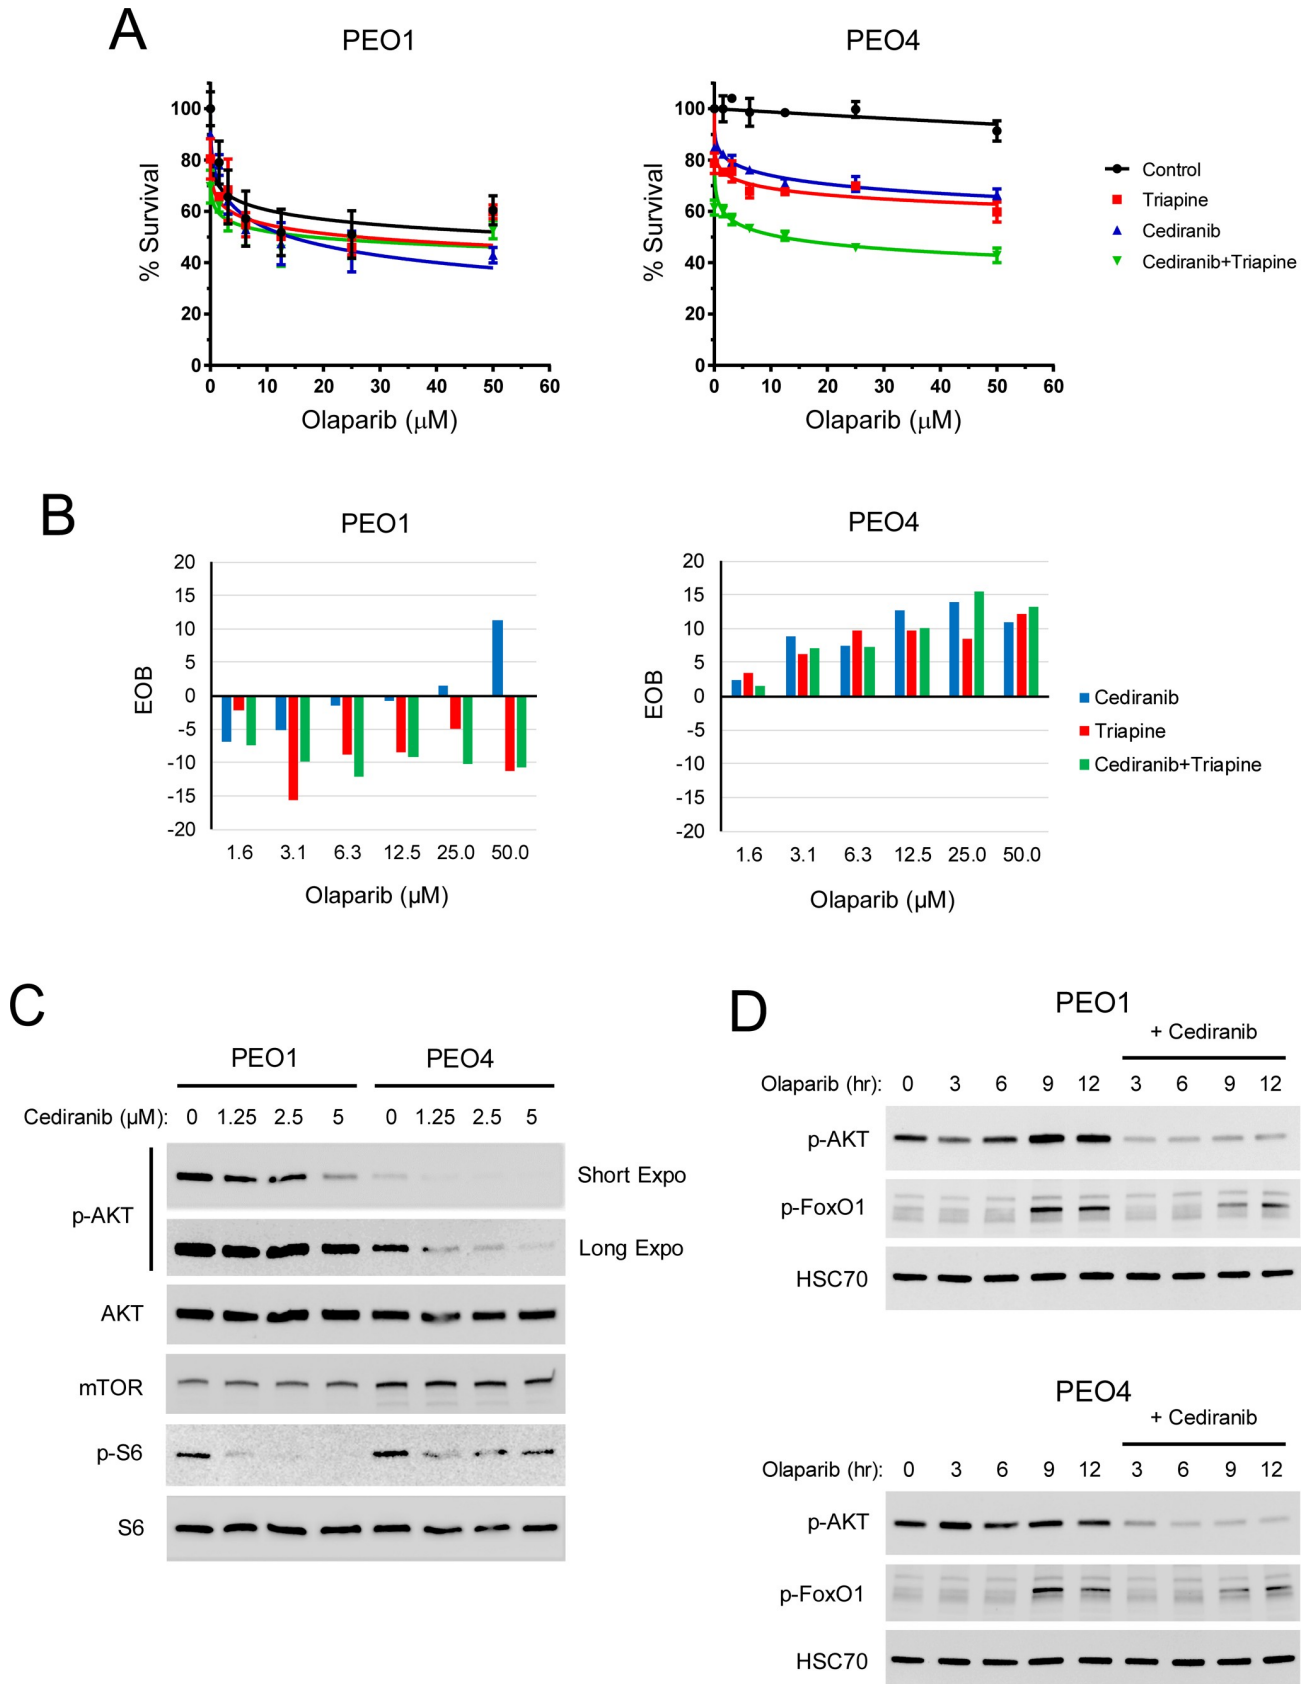 A
PEO1
PEO4
% Survival
100
80
60
40
20
0
0 10 20 30 40 50 60
Olaparib (μM)
% Survival
100
80
60
40
20
0
0 10 20 30 40 50 60
Olaparib (μM)
Control
Triapine
Cediranib
Cediranib+Triapine
B
PEO1
PEO4
EOB
20
15
10
5
0
-5
-10
-15
-20
1.6 3.1 6.3 12.5 25.0 50.0
Olaparib (μM)
EOB
20
15
10
5
0
-5
-10
-15
-20
1.6 3.1 6.3 12.5 25.0 50.0
Olaparib (μM)
Cediranib
Triapine
Cediranib+Triapine
C
PEO1 PEO4
Cediranib (μM): 0 1.25 2.5 5 0 1.25 2.5 5
p-AKT
Short Expo
Long Expo
AKT
mTOR
p-S6
S6
D
PEO1
+ Cediranib
Olaparib (hr): 0 3 6 9 12 3 6 9 12
p-AKT
p-FoxO1
HSC70
PEO4
+ Cediranib
Olaparib (hr): 0 3 6 9 12 3 6 9 12
p-AKT
p-FoxO1
HSC70